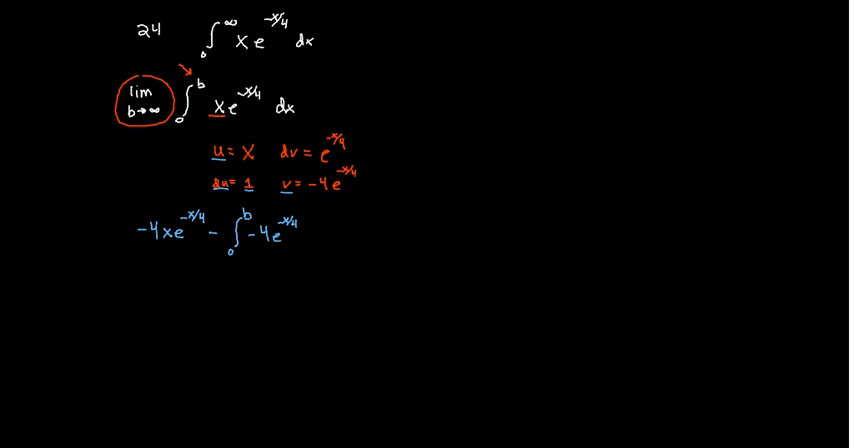 24 ∫₀^∞ x e^(-x/4) dx
lim b→∞ ∫₀^b x e^(-x/4) dx
u = x dv = e^(-x/4)
du = 1 v = -4e^(-x/4)
-4xe^(-x/4) - ∫₀^b -4e^(-x/4)